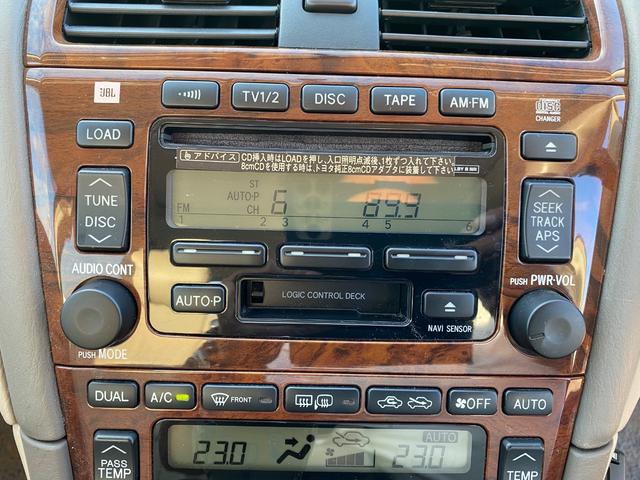 JBL
TV1/2
DISC
TAPE
AM·FM
disc
CHANGER
LOAD
アドバイス CD挿入時はLOADを押し、入口照明点滅後、1枚ずつ入れて下さい。
8cmCDを使用する時は、トヨタ純正8cmCDアダプタに装着して下さい。
ST
AUTO·P
FM CH 6 89.9
1 2 3 4 5 6
TUNE
DISC
SEEK
TRACK
APS
AUDIO CONT
PUSH MODE
AUTO·P
LOGIC CONTROL DECK
NAVI SENSOR
PUSH PWR·VOL
DUAL
A/C
FRONT
OFF
AUTO
PASS
TEMP
23.0
AUTO
23.0
TEMP